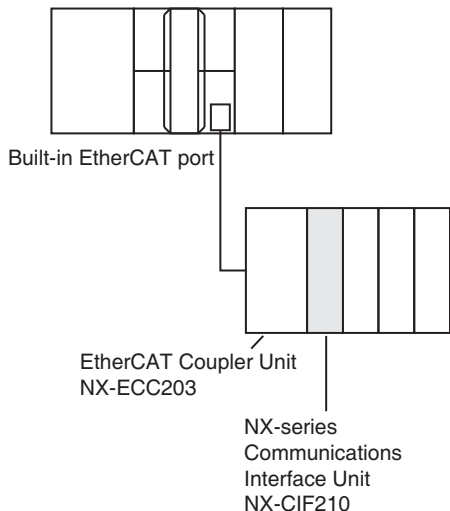 Built-in EtherCAT port
EtherCAT Coupler Unit
NX-ECC203
NX-series
Communications
Interface Unit
NX-CIF210